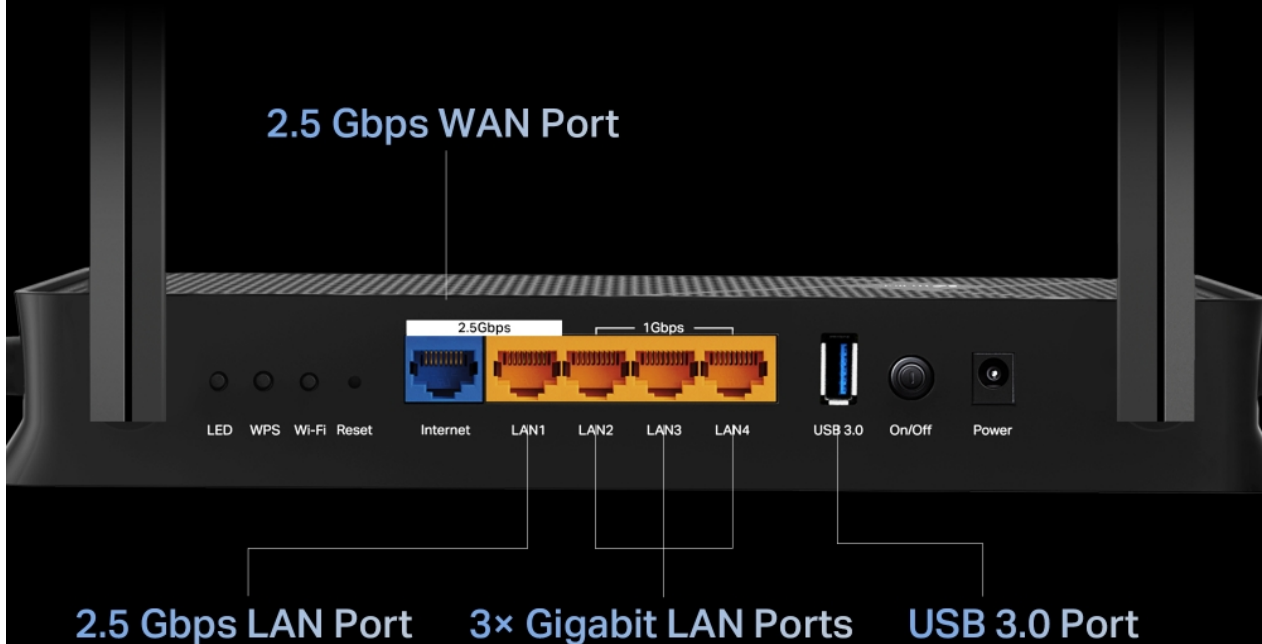 2.5 Gbps WAN Port
2.5Gbps
1Gbps
LED WPS Wi-Fi Reset Internet LAN1 LAN2 LAN3 LAN4 USB 3.0 On/Off Power
2.5 Gbps LAN Port 3× Gigabit LAN Ports USB 3.0 Port